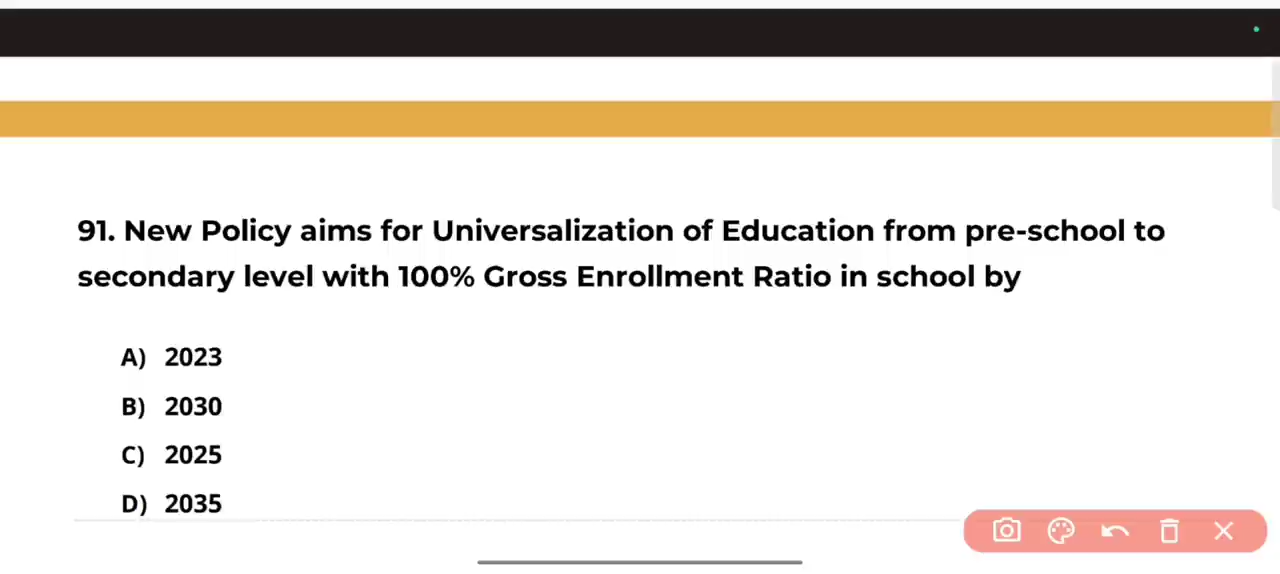 91. New Policy aims for Universalization of Education from pre-school to
secondary level with 100% Gross Enrollment Ratio in school by
A) 2023
B) 2030
C) 2025
D) 2035